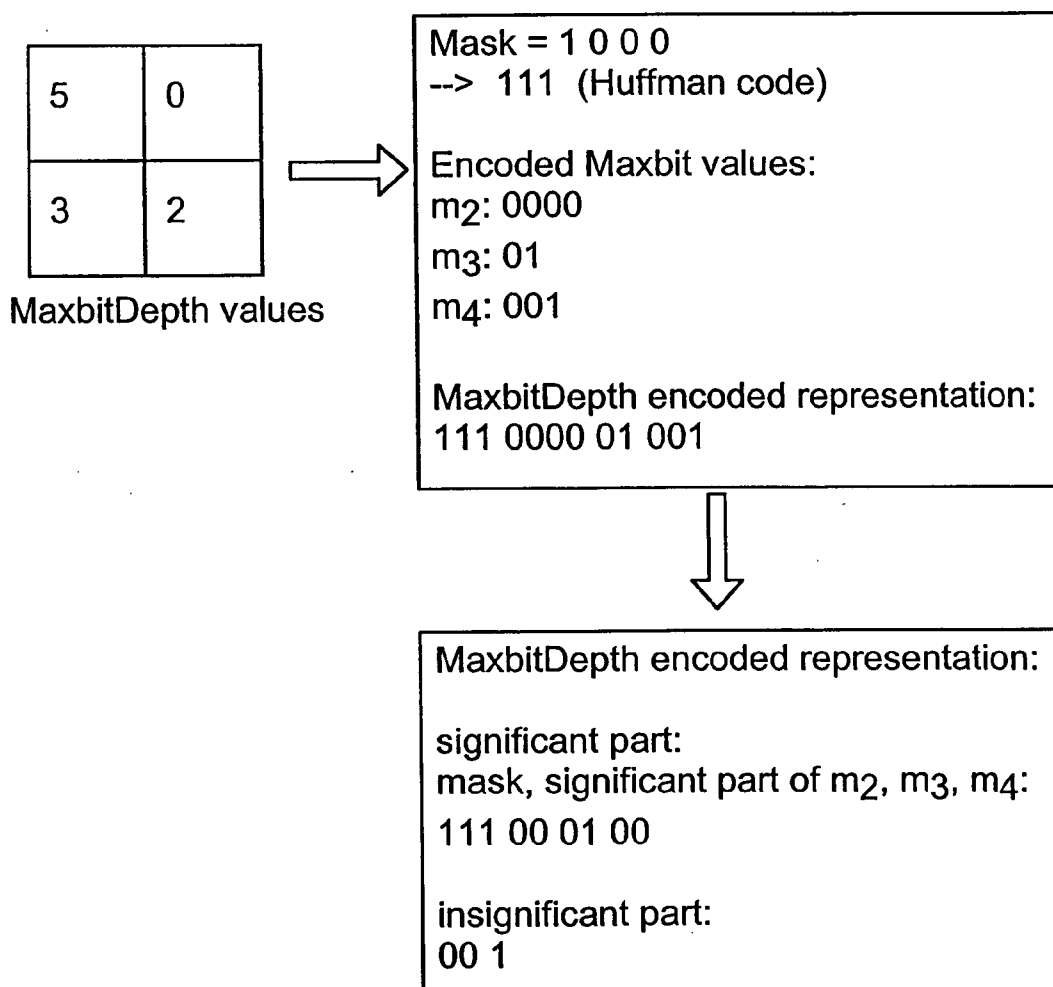 5 0
3 2
MaxbitDepth values
Mask = 1 0 0 0
--> 111 (Huffman code)
Encoded Maxbit values:
m2: 0000
m3: 01
m4: 001
MaxbitDepth encoded representation:
111 0000 01 001
MaxbitDepth encoded representation:
significant part:
mask, significant part of m2, m3, m4:
111 00 01 00
insignificant part:
00 1